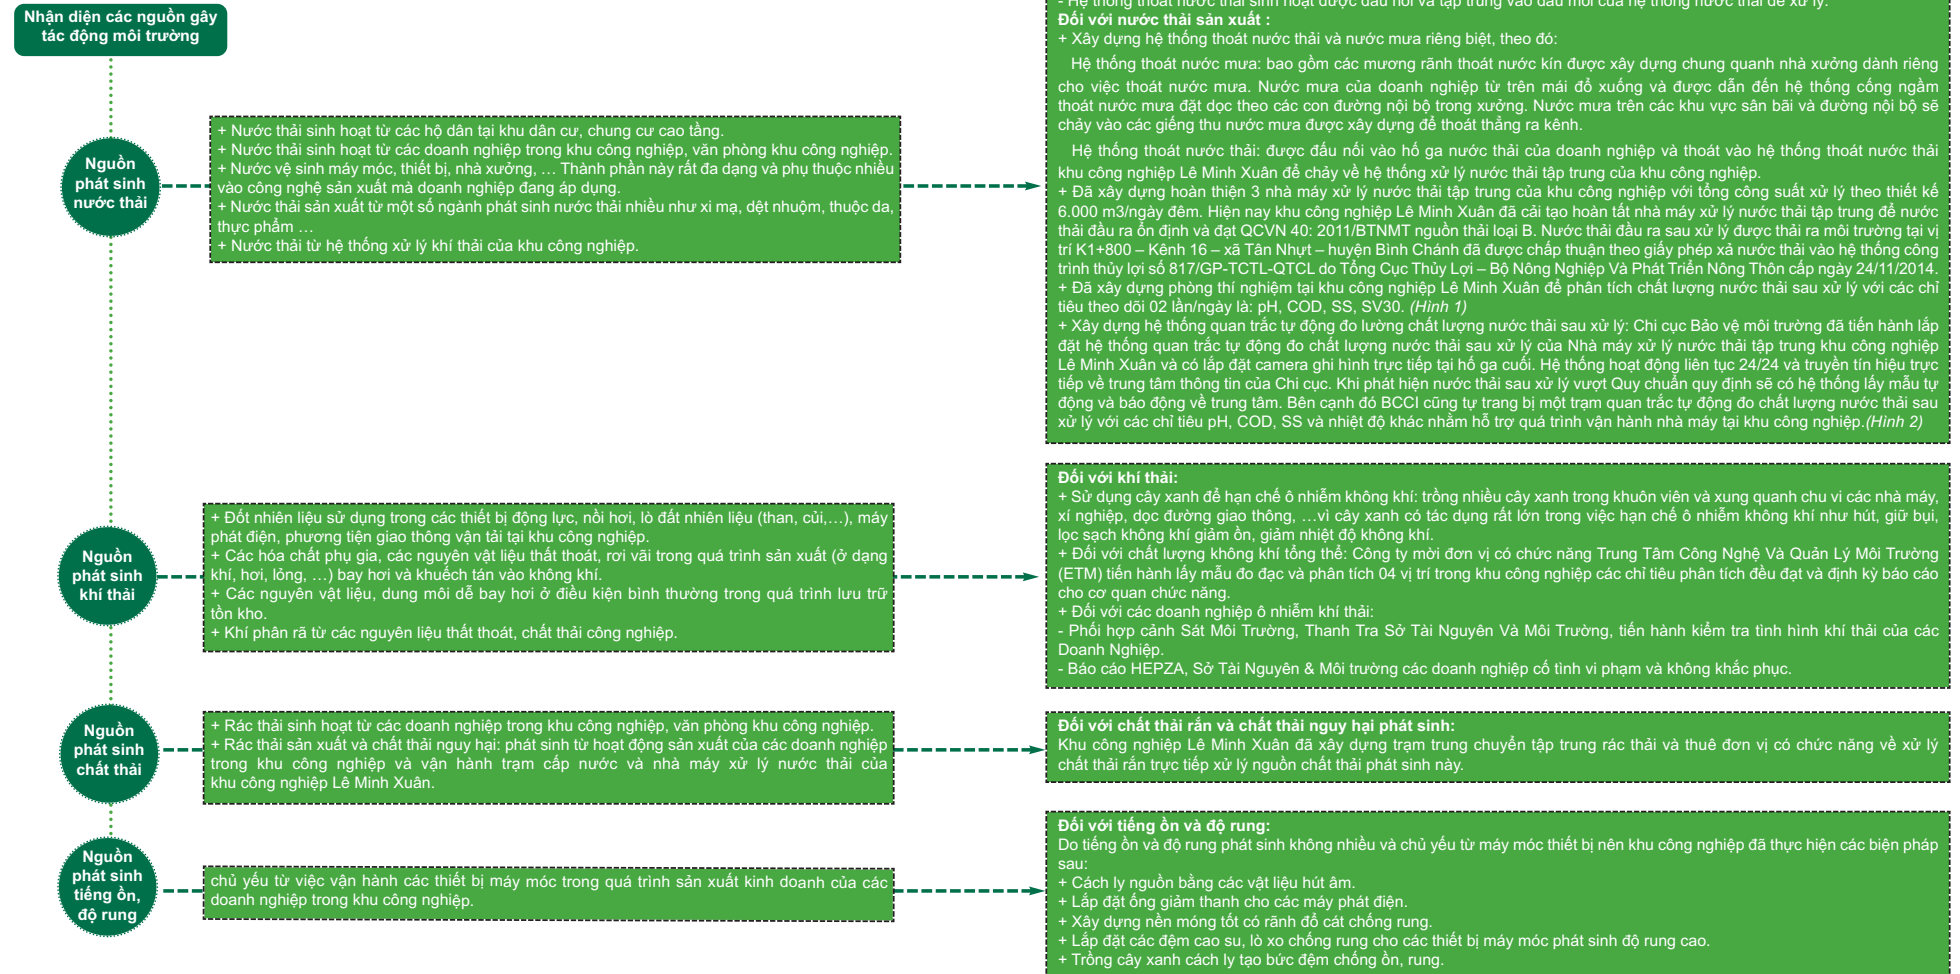 Nhận diện các nguồn gây
tác động môi trường
- Hệ thống thoát nước thải sinh hoạt được đấu nối và tập trung vào đầu mối của hệ thống nước thải để xử lý.
Đối với nước thải sản xuất :
+ Xây dựng hệ thống thoát nước thải và nước mưa riêng biệt, theo đó:
Hệ thống thoát nước mưa: bao gồm các mương rãnh thoát nước kín được xây dựng chung quanh nhà xưởng dành riêng
cho việc thoát nước mưa. Nước mưa của doanh nghiệp từ trên mái đổ xuống và được dẫn đến hệ thống cống ngầm
thoát nước mưa đặt dọc theo các con đường nội bộ trong xưởng. Nước mưa trên các khu vực sân bãi và đường nội bộ sẽ
chảy vào các giếng thu nước mưa được xây dựng để thoát thẳng ra kênh.
Hệ thống thoát nước thải: được đấu nối vào hố ga nước thải của doanh nghiệp và thoát vào hệ thống thoát nước thải
khu công nghiệp Lê Minh Xuân để chảy về hệ thống xử lý nước thải tập trung của khu công nghiệp.
+ Đã xây dựng hoàn thiện 3 nhà máy xử lý nước thải tập trung của khu công nghiệp với tổng công suất xử lý theo thiết kế
6.000 m3/ngày đêm. Hiện nay khu công nghiệp Lê Minh Xuân đã cải tạo hoàn tất nhà máy xử lý nước thải tập trung để nước
thải đầu ra ổn định và đạt QCVN 40: 2011/BTNMT nguồn thải loại B. Nước thải đầu ra sau xử lý được thải ra môi trường tại vị
trí K1+800 – Kênh 16 – xã Tân Nhựt – huyện Bình Chánh đã được chấp thuận theo giấy phép xả nước thải vào hệ thống công
trình thủy lợi số 817/GP-TCTL-QTCL do Tổng Cục Thủy Lợi – Bộ Nông Nghiệp Và Phát Triển Nông Thôn cấp ngày 24/11/2014.
+ Đã xây dựng phòng thí nghiệm tại khu công nghiệp Lê Minh Xuân để phân tích chất lượng nước thải sau xử lý với các chỉ
tiêu theo dõi 02 lần/ngày là: pH, COD, SS, SV30. (Hình 1)
+ Xây dựng hệ thống quan trắc tự động đo lường chất lượng nước thải sau xử lý: Chi cục Bảo vệ môi trường đã tiến hành lắp
đặt hệ thống quan trắc tự động đo chất lượng nước thải sau xử lý của Nhà máy xử lý nước thải tập trung khu công nghiệp
Lê Minh Xuân và có lắp đặt camera ghi hình trực tiếp tại hố ga cuối. Hệ thống hoạt động liên tục 24/24 và truyền tín hiệu trực
tiếp về trung tâm thông tin của Chi cục. Khi phát hiện nước thải sau xử lý vượt Quy chuẩn quy định sẽ có hệ thống lấy mẫu tự
động và báo động về trung tâm. Bên cạnh đó BCCI cũng tự trang bị một trạm quan trắc tự động đo chất lượng nước thải sau
xử lý với các chỉ tiêu pH, COD, SS và nhiệt độ khác nhằm hỗ trợ quá trình vận hành nhà máy tại khu công nghiệp.(Hình 2)
Nguồn
phát sinh
nước thải
+ Nước thải sinh hoạt từ các hộ dân tại khu dân cư, chung cư cao tầng.
+ Nước thải sinh hoạt từ các doanh nghiệp trong khu công nghiệp, văn phòng khu công nghiệp.
+ Nước vệ sinh máy móc, thiết bị, nhà xưởng, … Thành phần này rất đa dạng và phụ thuộc nhiều
vào công nghệ sản xuất mà doanh nghiệp đang áp dụng.
+ Nước thải sản xuất từ một số ngành phát sinh nước thải nhiều như xi mạ, dệt nhuộm, thuộc da,
thực phẩm …
+ Nước thải từ hệ thống xử lý khí thải của khu công nghiệp.
Nguồn
phát sinh
khí thải
+ Đốt nhiên liệu sử dụng trong các thiết bị động lực, nồi hơi, lò đất nhiên liệu (than, củi,…), máy
phát điện, phương tiện giao thông vận tải tại khu công nghiệp.
+ Các hóa chất phụ gia, các nguyên vật liệu thất thoát, rơi vãi trong quá trình sản xuất (ở dạng
khí, hơi, lỏng, …) bay hơi và khuếch tán vào không khí.
+ Các nguyên vật liệu, dung môi dễ bay hơi ở điều kiện bình thường trong quá trình lưu trữ
tồn kho.
+ Khí phân rã từ các nguyên liệu thất thoát, chất thải công nghiệp.
Đối với khí thải:
+ Sử dụng cây xanh để hạn chế ô nhiễm không khí: trồng nhiều cây xanh trong khuôn viên và xung quanh chu vi các nhà máy,
xí nghiệp, dọc đường giao thông, …vì cây xanh có tác dụng rất lớn trong việc hạn chế ô nhiễm không khí như hút, giữ bụi,
lọc sạch không khí giảm ồn, giảm nhiệt độ không khí.
+ Đối với chất lượng không khí tổng thể: Công ty mời đơn vị có chức năng Trung Tâm Công Nghệ Và Quản Lý Môi Trường
(ETM) tiến hành lấy mẫu đo đạc và phân tích 04 vị trí trong khu công nghiệp các chỉ tiêu phân tích đều đạt và định kỳ báo cáo
cho cơ quan chức năng.
+ Đối với các doanh nghiệp ô nhiễm khí thải:
- Phối hợp cảnh Sát Môi Trường, Thanh Tra Sở Tài Nguyên Và Môi Trường, tiến hành kiểm tra tình hình khí thải của các
Doanh Nghiệp.
- Báo cáo HEPZA, Sở Tài Nguyên & Môi trường các doanh nghiệp cố tình vi phạm và không khắc phục.
Nguồn
phát sinh
chất thải
+ Rác thải sinh hoạt từ các doanh nghiệp trong khu công nghiệp, văn phòng khu công nghiệp.
+ Rác thải sản xuất và chất thải nguy hại: phát sinh từ hoạt động sản xuất của các doanh nghiệp
trong khu công nghiệp và vận hành trạm cấp nước và nhà máy xử lý nước thải của
khu công nghiệp Lê Minh Xuân.
Đối với chất thải rắn và chất thải nguy hại phát sinh:
Khu công nghiệp Lê Minh Xuân đã xây dựng trạm trung chuyển tập trung rác thải và thuê đơn vị có chức năng về xử lý
chất thải rắn trực tiếp xử lý nguồn chất thải phát sinh này.
Nguồn
phát sinh
tiếng ồn,
độ rung
chủ yếu từ việc vận hành các thiết bị máy móc trong quá trình sản xuất kinh doanh của các
doanh nghiệp trong khu công nghiệp.
Đối với tiếng ồn và độ rung:
Do tiếng ồn và độ rung phát sinh không nhiều và chủ yếu từ máy móc thiết bị nên khu công nghiệp đã thực hiện các biện pháp
sau:
+ Cách ly nguồn bằng các vật liệu hút âm.
+ Lắp đặt ống giảm thanh cho các máy phát điện.
+ Xây dựng nền móng tốt có rãnh đổ cát chống rung.
+ Lắp đặt các đệm cao su, lò xo chống rung cho các thiết bị máy móc phát sinh độ rung cao.
+ Trồng cây xanh cách ly tạo bức đệm chống ồn, rung.